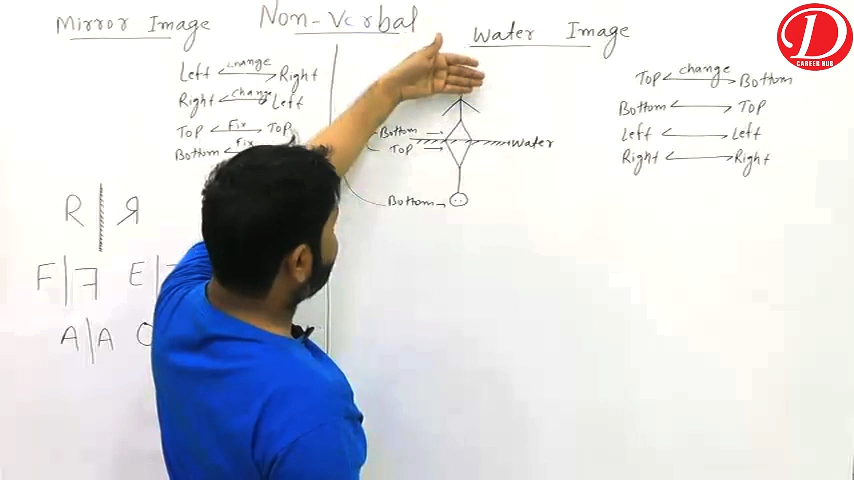 Non-Verbal
Mirror Image
Left change Right
Right change Left
Top Fix Top
Bottom Fix
R Я
F
E
A A
Water Image
Bottom
Top
Water
Bottom
Top change Bottom
Bottom Top
Left Left
Right Right
D
CAREER HUB